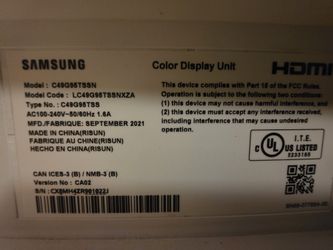 SAMSUNG
Color Display Unit
HDMI
Model : C49G95TSSN
Model Code : LC49G95TSSNXZA
Type No. : C49G95TSS
AC100-240V~50/60Hz 1.6A
MFD./FABRIQUÉ: SEPTEMBER 2021
MADE IN CHINA(RISUN)
FABRIQUÉ AU CHINE(RISUN)
HECHO EN CHINA(RISUN)
This device complies with Part 15 of the FCC Rules.
Operation is subject to the following two conditions:
(1) this device may not cause harmful interference, and
(2) this device must accept any interference received,
including interference that may cause undesired
operation.
C UL US LISTED
I.T.E.
CAN ICES-3 (B) / NMB-3 (B)
Version No : CA02
S/N: